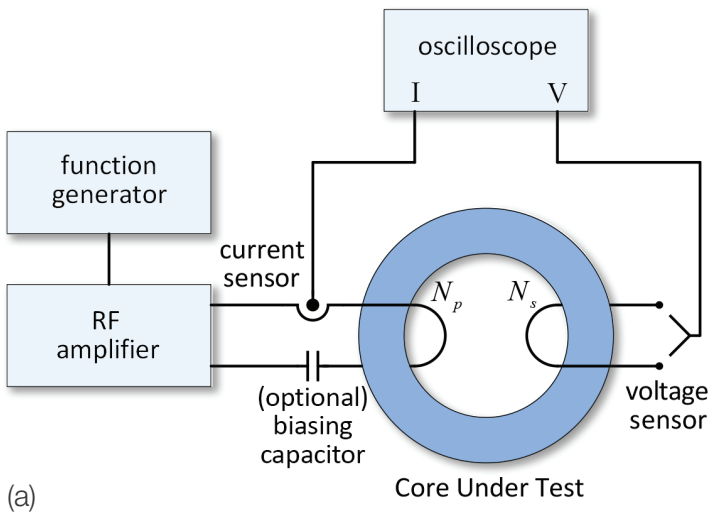 oscilloscope
I V
function
generator
current
sensor
N_p N_s
RF
amplifier
(optional)
biasing
capacitor
voltage
sensor
Core Under Test
(a)